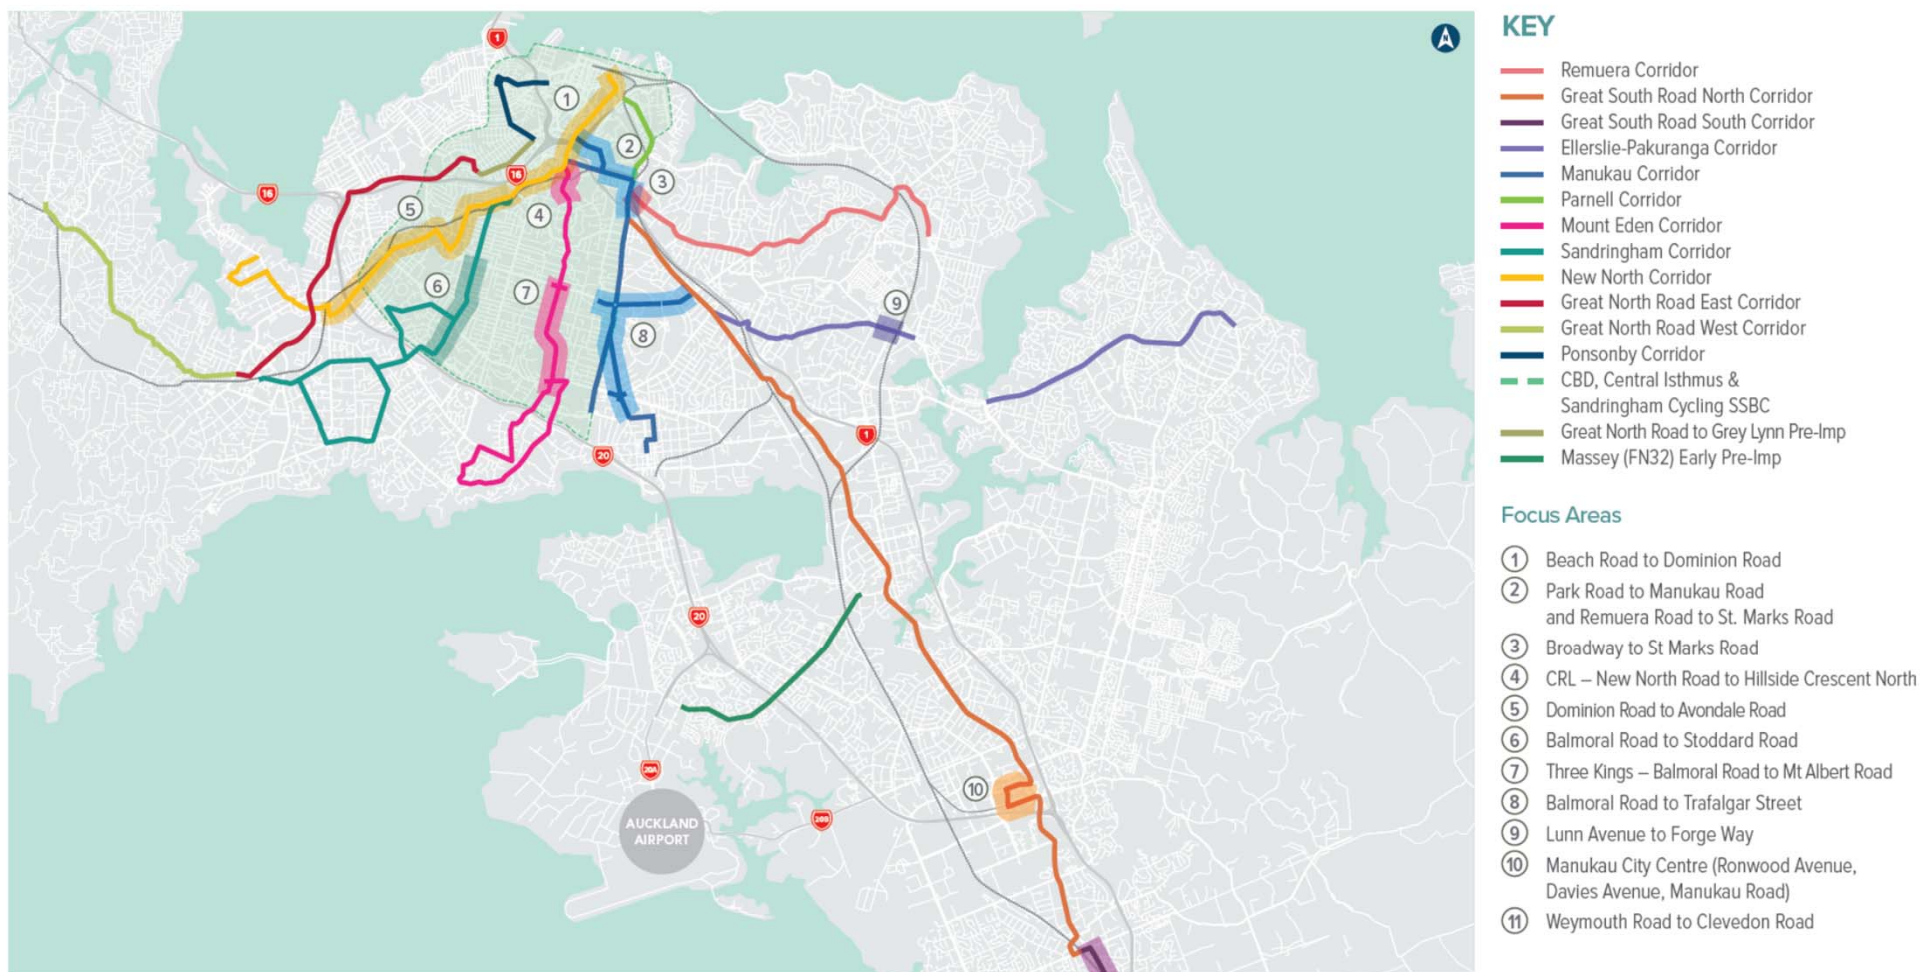 1
N
1
2
16
3
16
5
4
9
6
7
8
1
20
20
10
20A
AUCKLAND
AIRPORT
20B
KEY
Remuera Corridor
Great South Road North Corridor
Great South Road South Corridor
Ellerslie-Pakuranga Corridor
Manukau Corridor
Parnell Corridor
Mount Eden Corridor
Sandringham Corridor
New North Corridor
Great North Road East Corridor
Great North Road West Corridor
Ponsonby Corridor
CBD, Central Isthmus &
Sandringham Cycling SSBC
Great North Road to Grey Lynn Pre-Imp
Massey (FN32) Early Pre-Imp
Focus Areas
1 Beach Road to Dominion Road
2 Park Road to Manukau Road
and Remuera Road to St. Marks Road
3 Broadway to St Marks Road
4 CRL – New North Road to Hillside Crescent North
5 Dominion Road to Avondale Road
6 Balmoral Road to Stoddard Road
7 Three Kings – Balmoral Road to Mt Albert Road
8 Balmoral Road to Trafalgar Street
9 Lunn Avenue to Forge Way
10 Manukau City Centre (Ronwood Avenue,
Davies Avenue, Manukau Road)
11 Weymouth Road to Clevedon Road